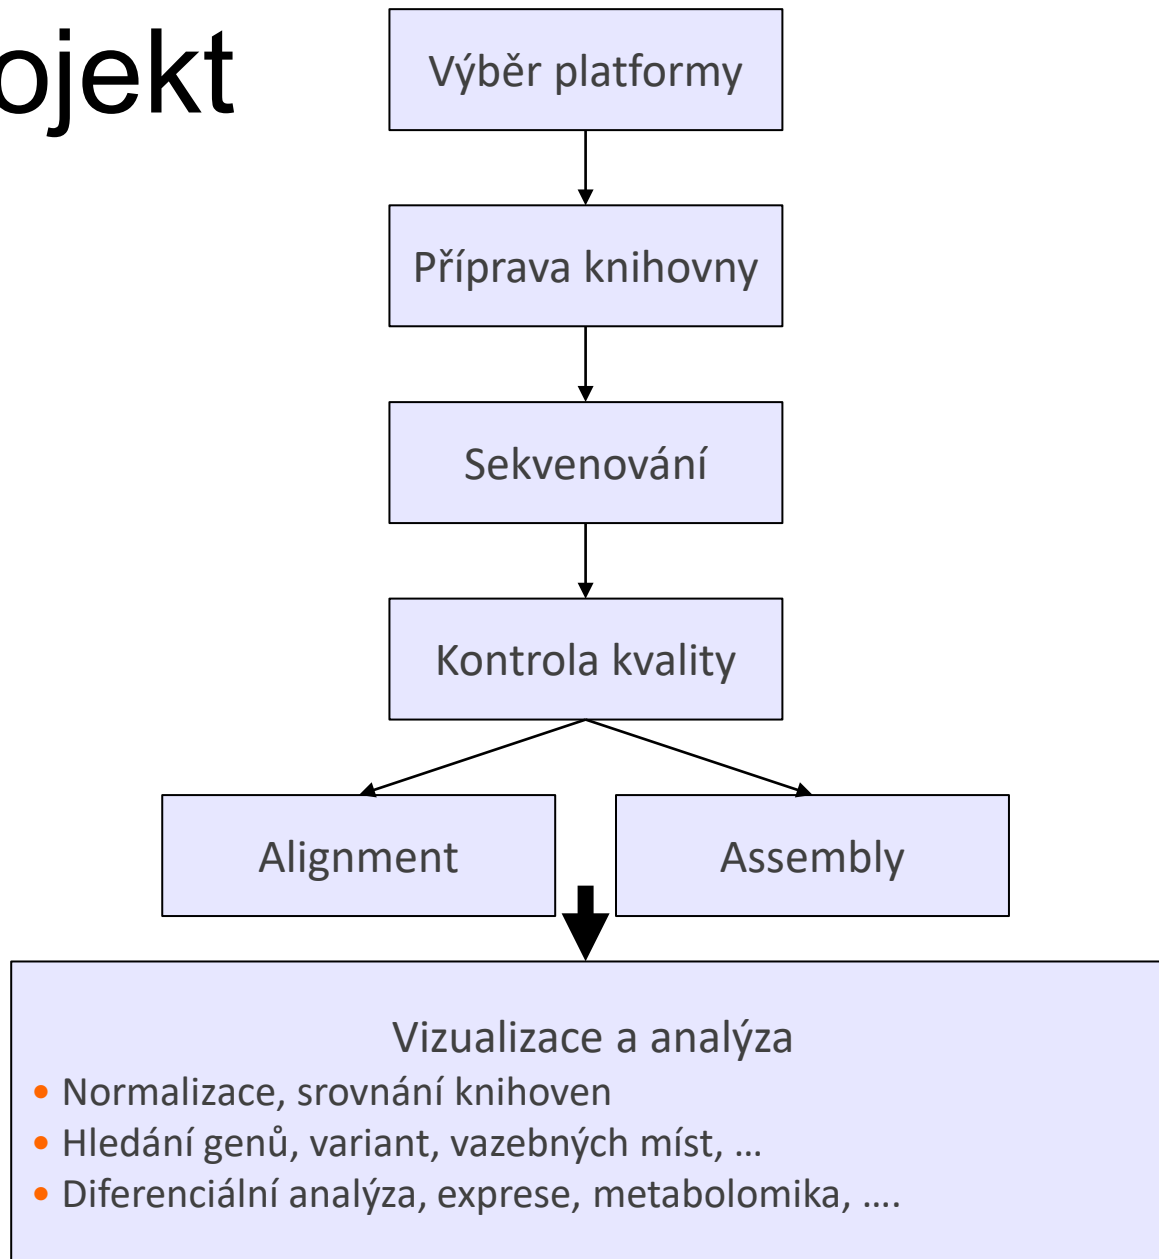 ojekt
Výběr platformy
Příprava knihovny
Sekvenování
Kontrola kvality
Alignment
Assembly
Vizualizace a analýza
• Normalizace, srovnání knihoven
• Hledání genů, variant, vazebných míst, …
• Diferenciální analýza, exprese, metabolomika, ….